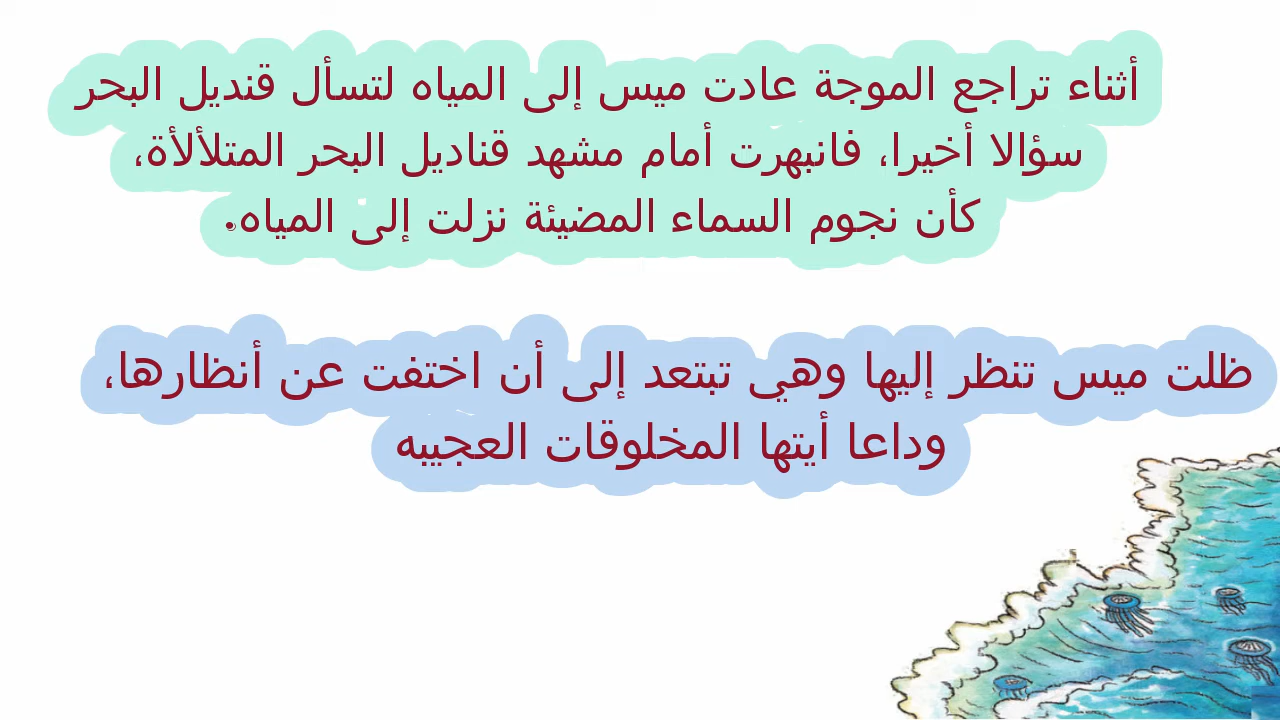 أثناء تراجع الموجة عادت ميس إلى المياه لتسأل قنديل البحر
سؤالا أخيرا، فانبهرت أمام مشهد قناديل البحر المتلألأة،
كأن نجوم السماء المضيئة نزلت إلى المياه.
ظلت ميس تنظر إليها وهي تبتعد إلى أن اختفت عن أنظارها،
وداعا أيتها المخلوقات العجيبه